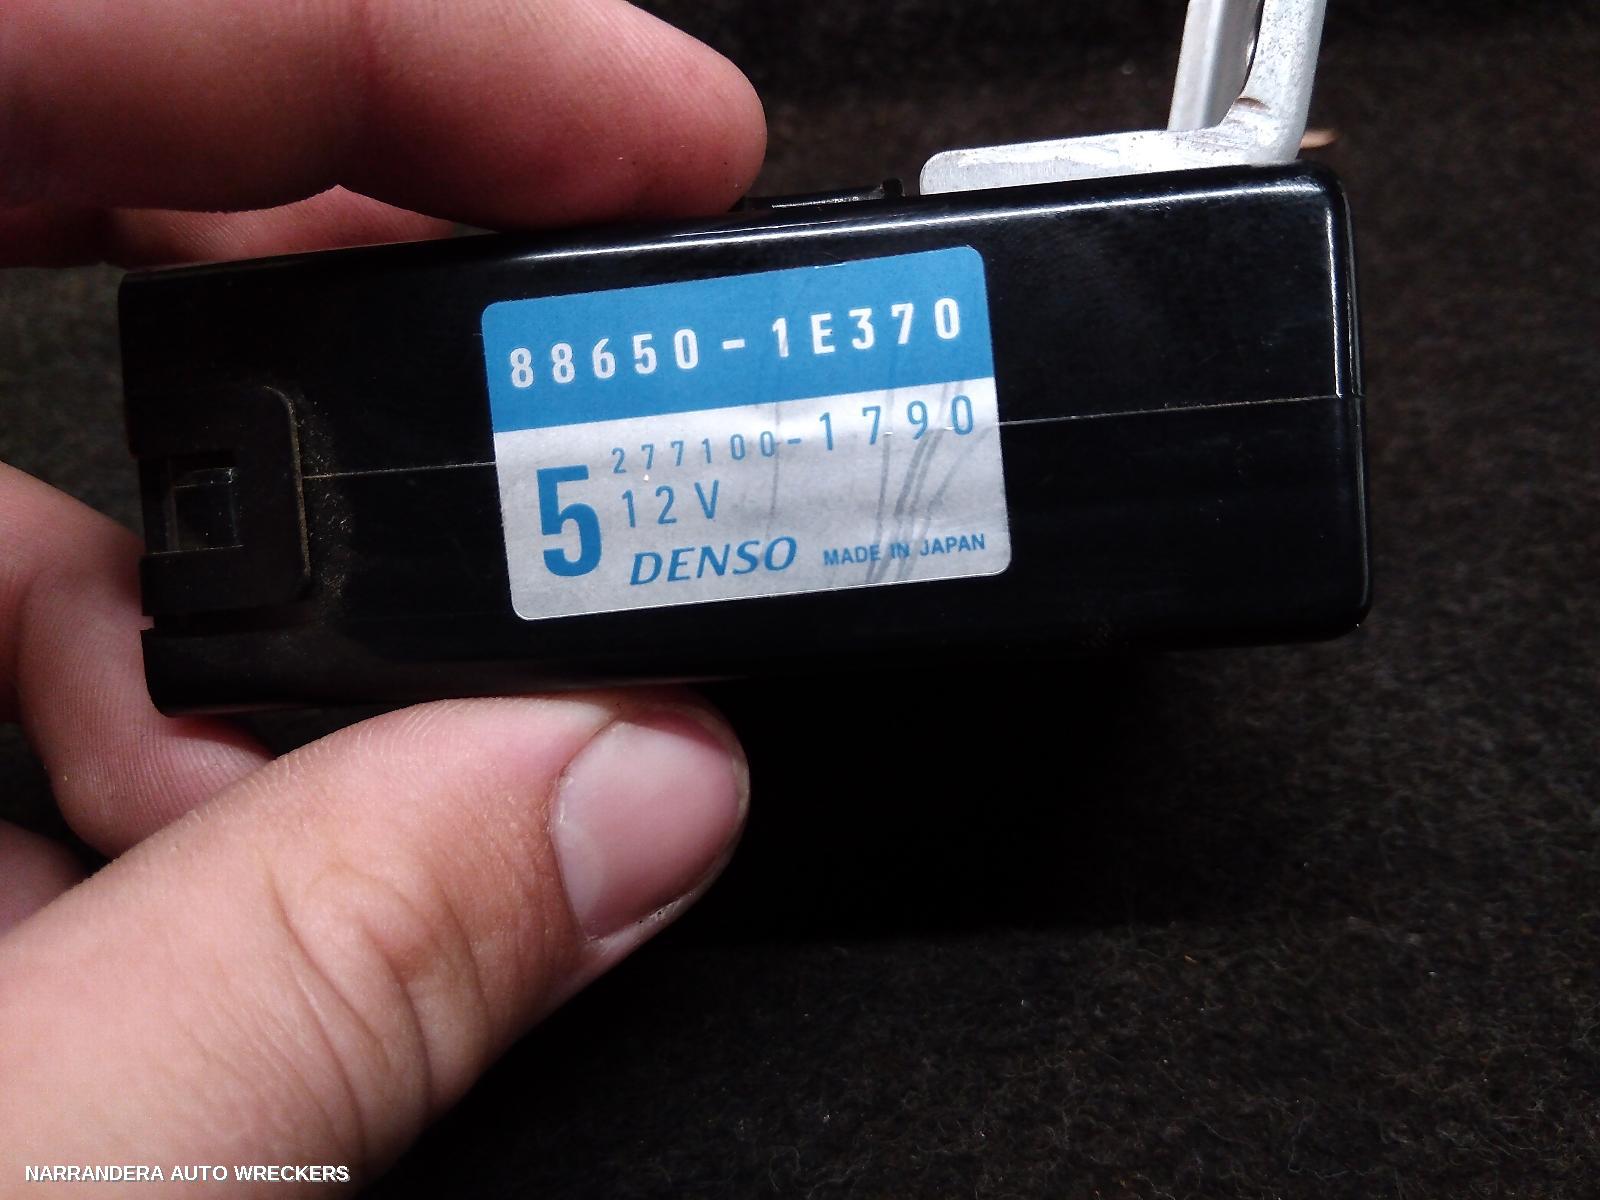 88650-1E370
277100-1790
5
12V
DENSO MADE IN JAPAN
NARRANDERA AUTO WRECKERS